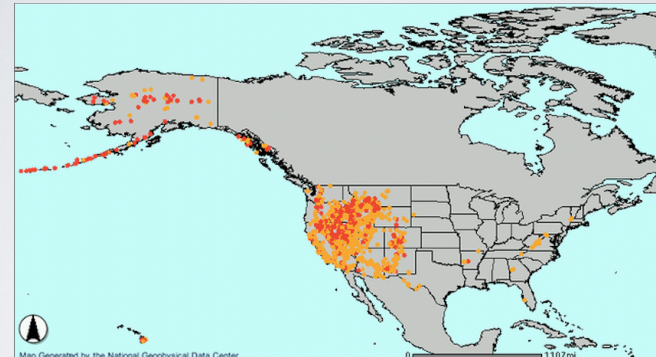 Map Generated by the National Geophysical Data Center
0 1107mi